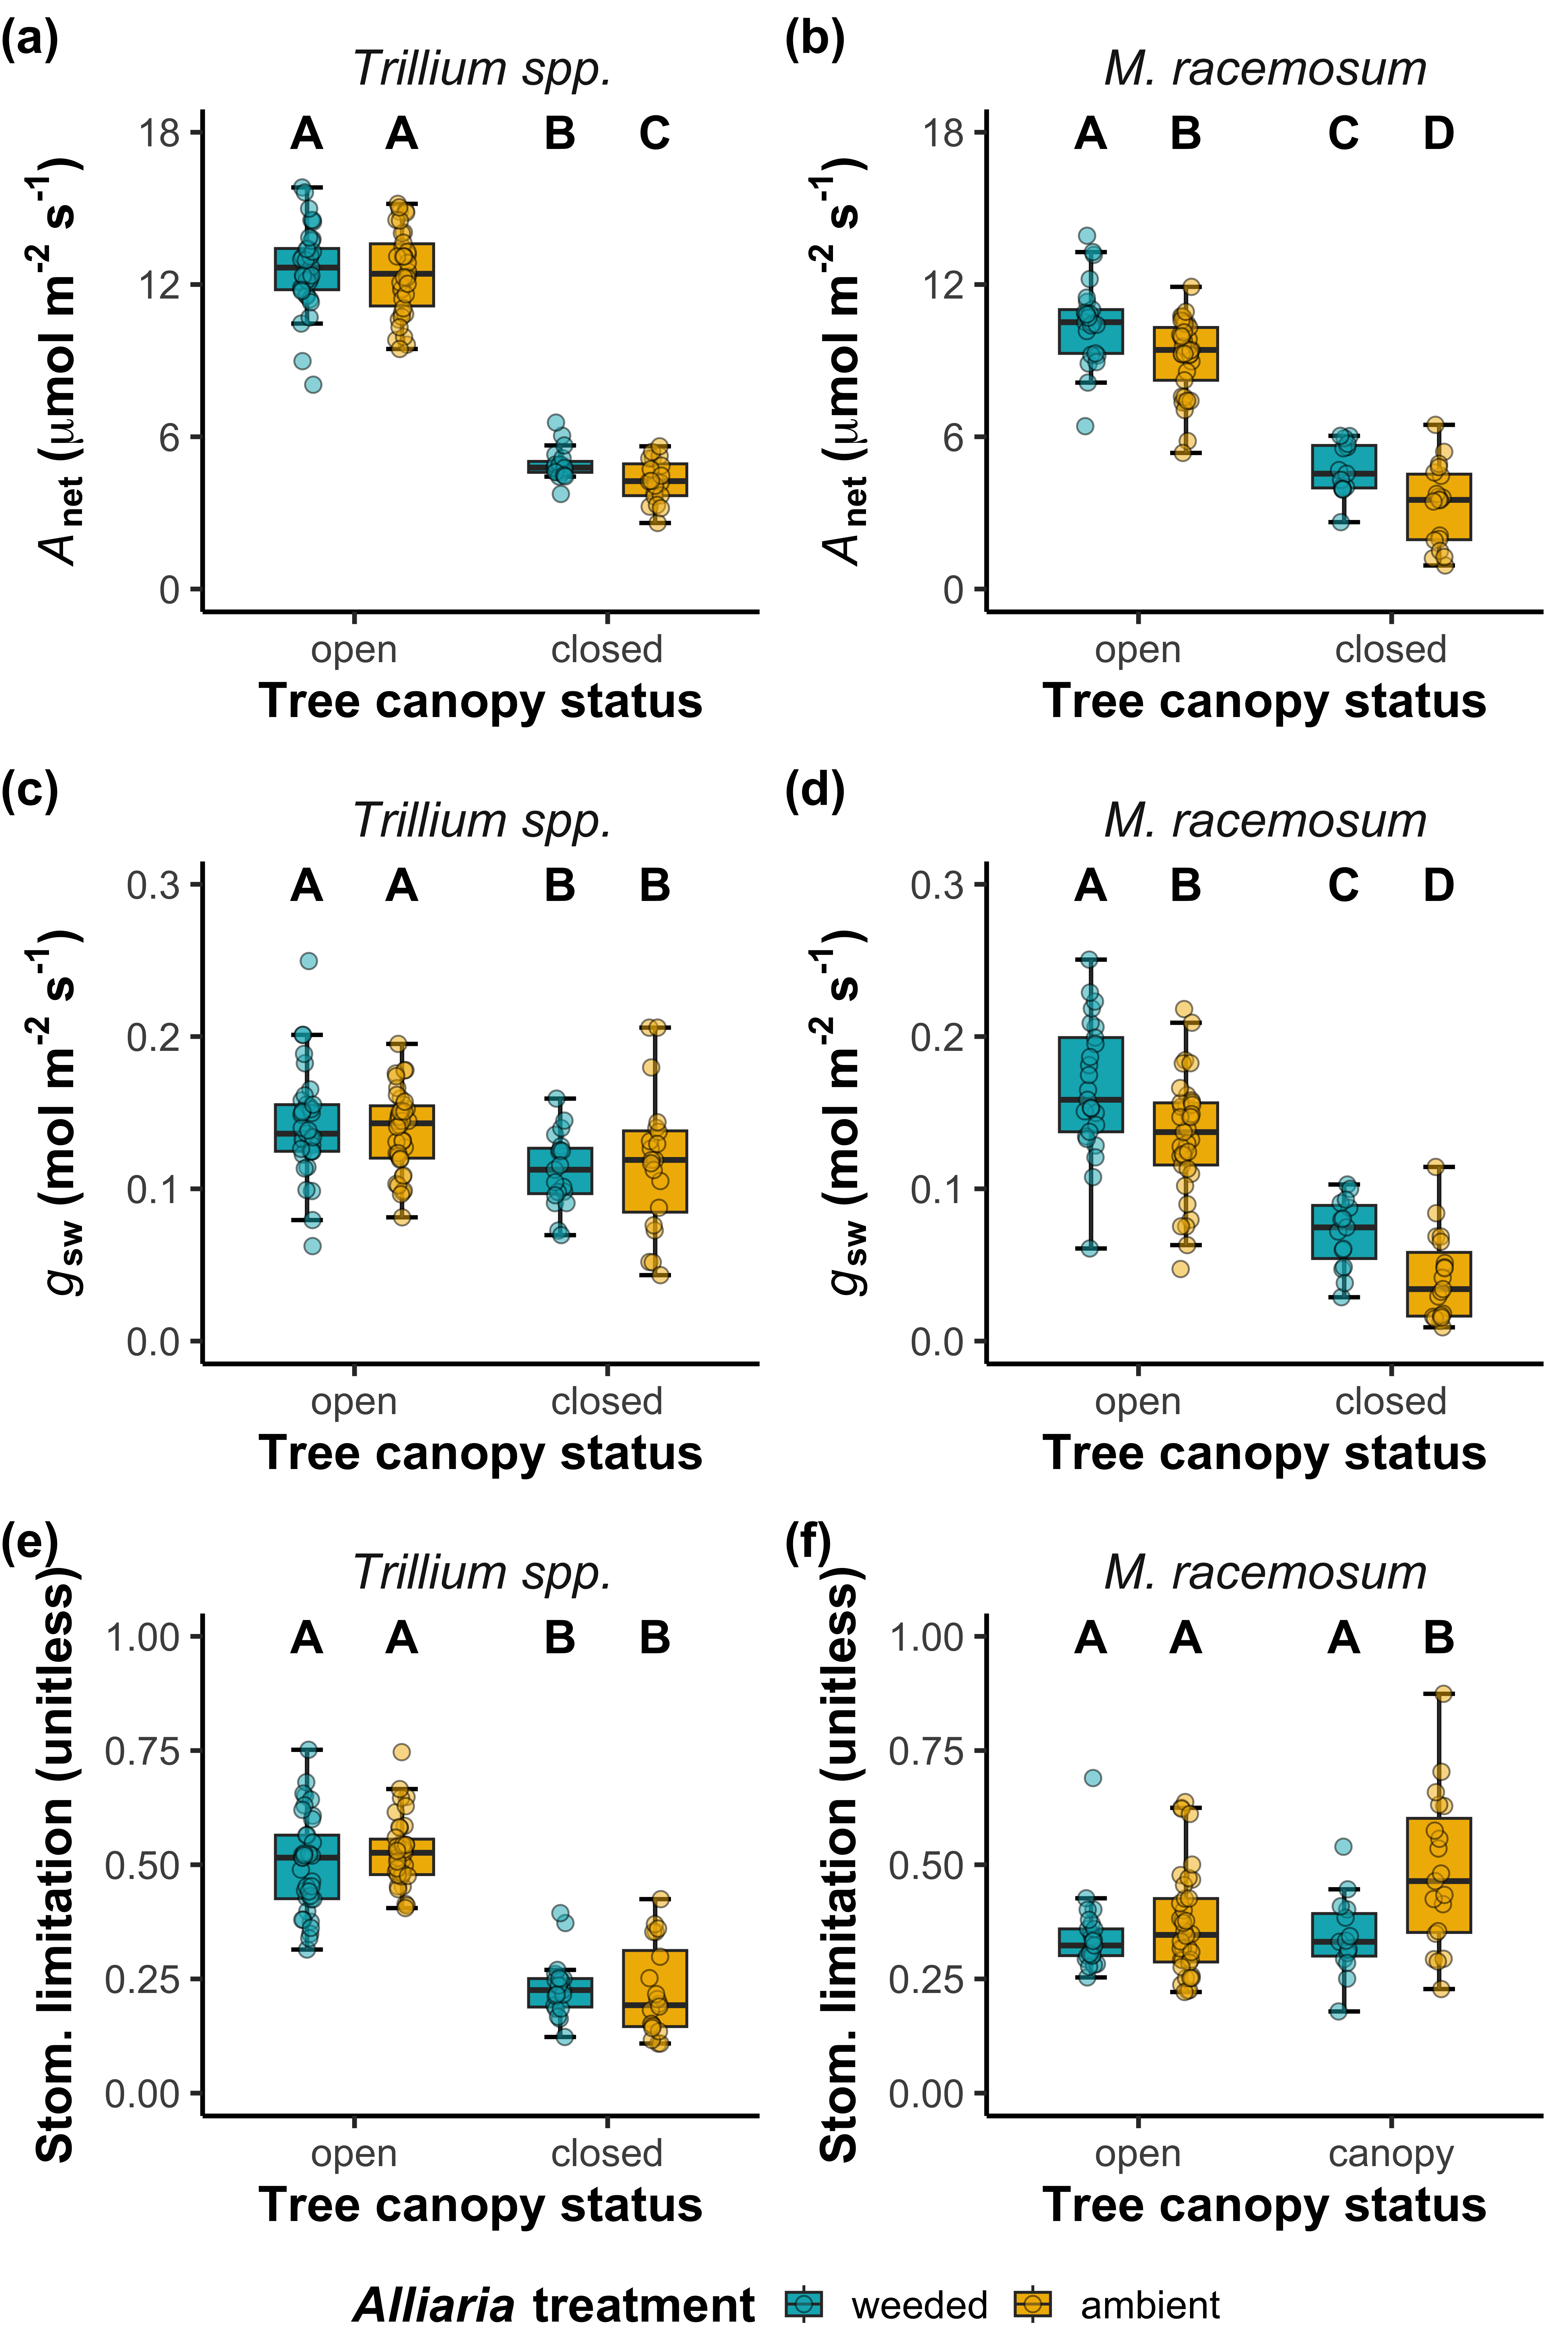 (a) Trillium spp.
A A B C
18
12
6
0
Anet (μmol m-2 s-1)
open closed
Tree canopy status
(b) M. racemosum
A B C D
18
12
6
0
Anet (μmol m-2 s-1)
open closed
Tree canopy status
(c) Trillium spp.
A A B B
0.3
0.2
0.1
0.0
gsw (mol m-2 s-1)
open closed
Tree canopy status
(d) M. racemosum
A B C D
0.3
0.2
0.1
0.0
gsw (mol m-2 s-1)
open closed
Tree canopy status
(e) Trillium spp.
A A B B
1.00
0.75
0.50
0.25
0.00
Stom. limitation (unitless)
open closed
Tree canopy status
(f) M. racemosum
A A A B
1.00
0.75
0.50
0.25
0.00
Stom. limitation (unitless)
open canopy
Tree canopy status
Alliaria treatment weeded ambient